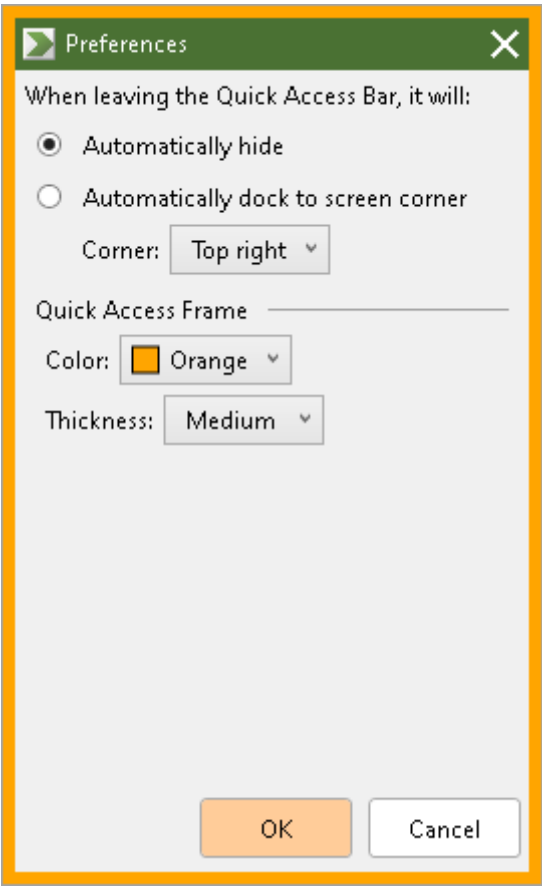 Preferences
When leaving the Quick Access Bar, it will:
Automatically hide
Automatically dock to screen corner
Corner: Top right
Quick Access Frame
Color: Orange
Thickness: Medium
OK Cancel